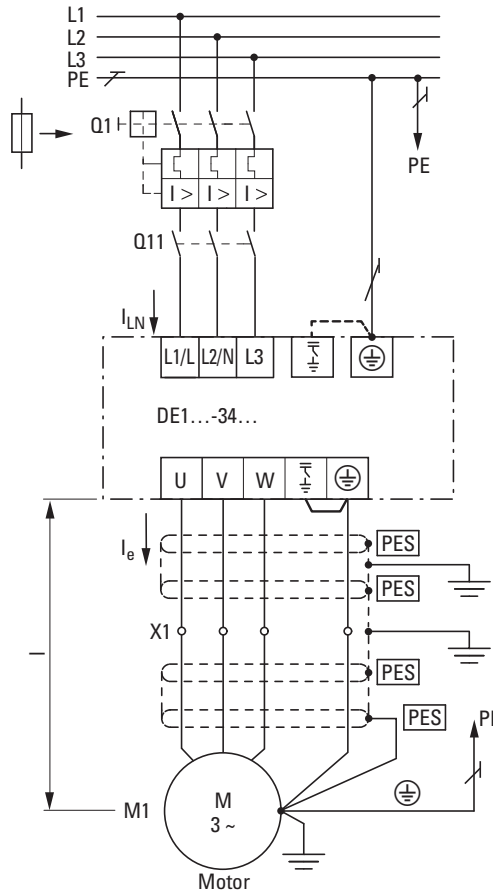 L1
L2
L3
PE
Q1
PE
I > I > I >
Q11
I_LN
L1/L L2/N L3
DE1...-34...
U V W
I_e
PES
PES
X1
l
PES
PES
PE
M1
M
3 ~
Motor